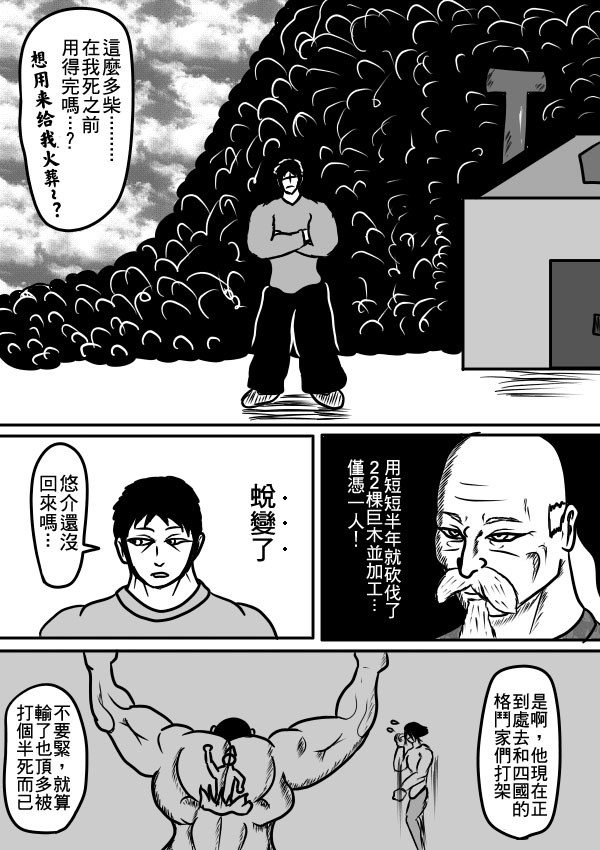 這麼多柴………
在我死之前
用得完嗎…?
想用来给我火葬~?
用短短半年就砍伐了
22棵巨木並加工…
僅憑一人！
蛻變了
悠介還沒
回來嗎…
是啊，他現在正
到處去和四國的
格鬥家們打架
不要緊，就算
輸了也頂多被
打個半死而已